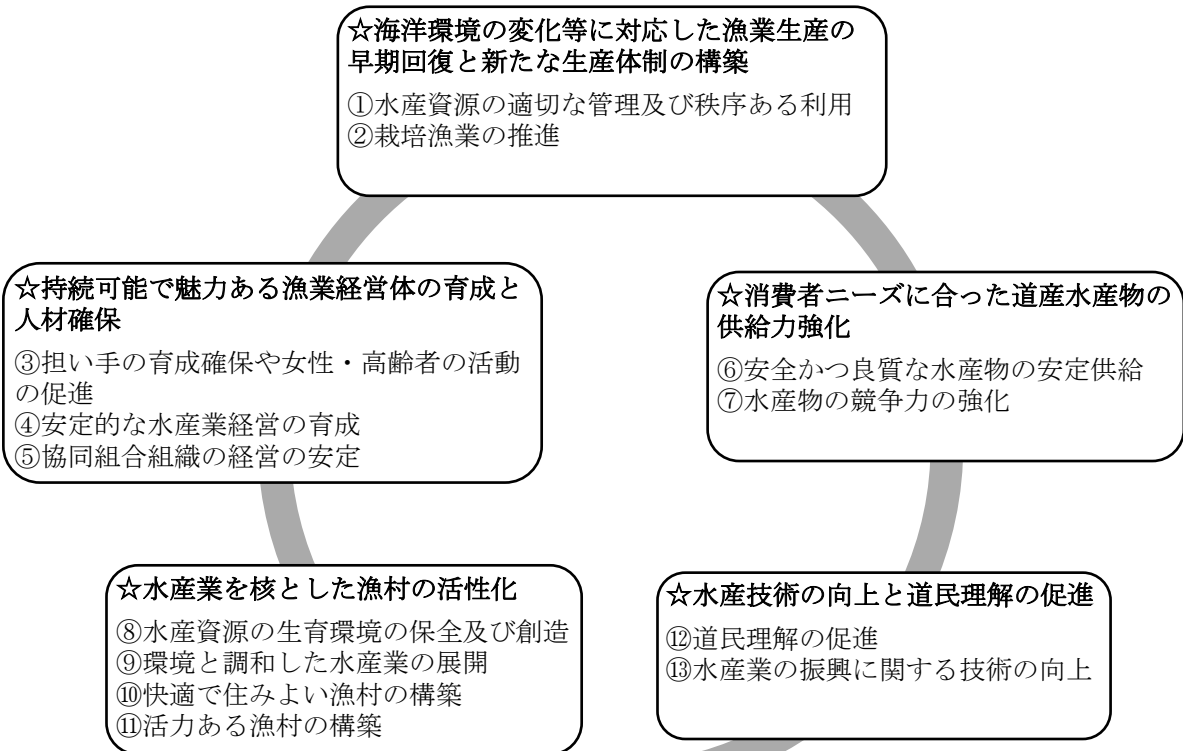 ☆海洋環境の変化等に対応した漁業生産の
早期回復と新たな生産体制の構築
①水産資源の適切な管理及び秩序ある利用
②栽培漁業の推進
☆持続可能で魅力ある漁業経営体の育成と
人材確保
③担い手の育成確保や女性・高齢者の活動
の促進
④安定的な水産業経営の育成
⑤協同組合組織の経営の安定
☆消費者ニーズに合った道産水産物の
供給力強化
⑥安全かつ良質な水産物の安定供給
⑦水産物の競争力の強化
☆水産業を核とした漁村の活性化
⑧水産資源の生育環境の保全及び創造
⑨環境と調和した水産業の展開
⑩快適で住みよい漁村の構築
⑪活力ある漁村の構築
☆水産技術の向上と道民理解の促進
⑫道民理解の促進
⑬水産業の振興に関する技術の向上